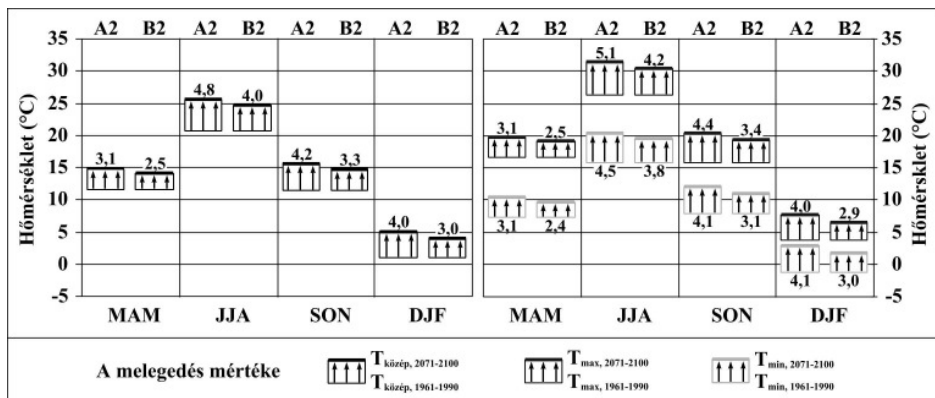 A2 B2 A2 B2 A2 B2 A2 B2 A2 B2 A2 B2 A2 B2 A2 B2
35 35
30 30
25 25
20 20
15 15
10 10
5 5
0 0
-5 -5
Hőmérséklet (°C)
3,1 2,5 4,8 4,0 4,2 3,3 4,0 3,0
MAM JJA SON DJF
3,1 2,5 5,1 4,2 4,4 3,4 4,0 2,9
3,1 2,4 4,5 3,8 4,1 3,1 4,1 3,0
MAM JJA SON DJF
Hőmérsklet (°C)
A melegedés mértéke
Tközép, 2071-2100
Tközép, 1961-1990
Tmax, 2071-2100
Tmax, 1961-1990
Tmin, 2071-2100
Tmin, 1961-1990